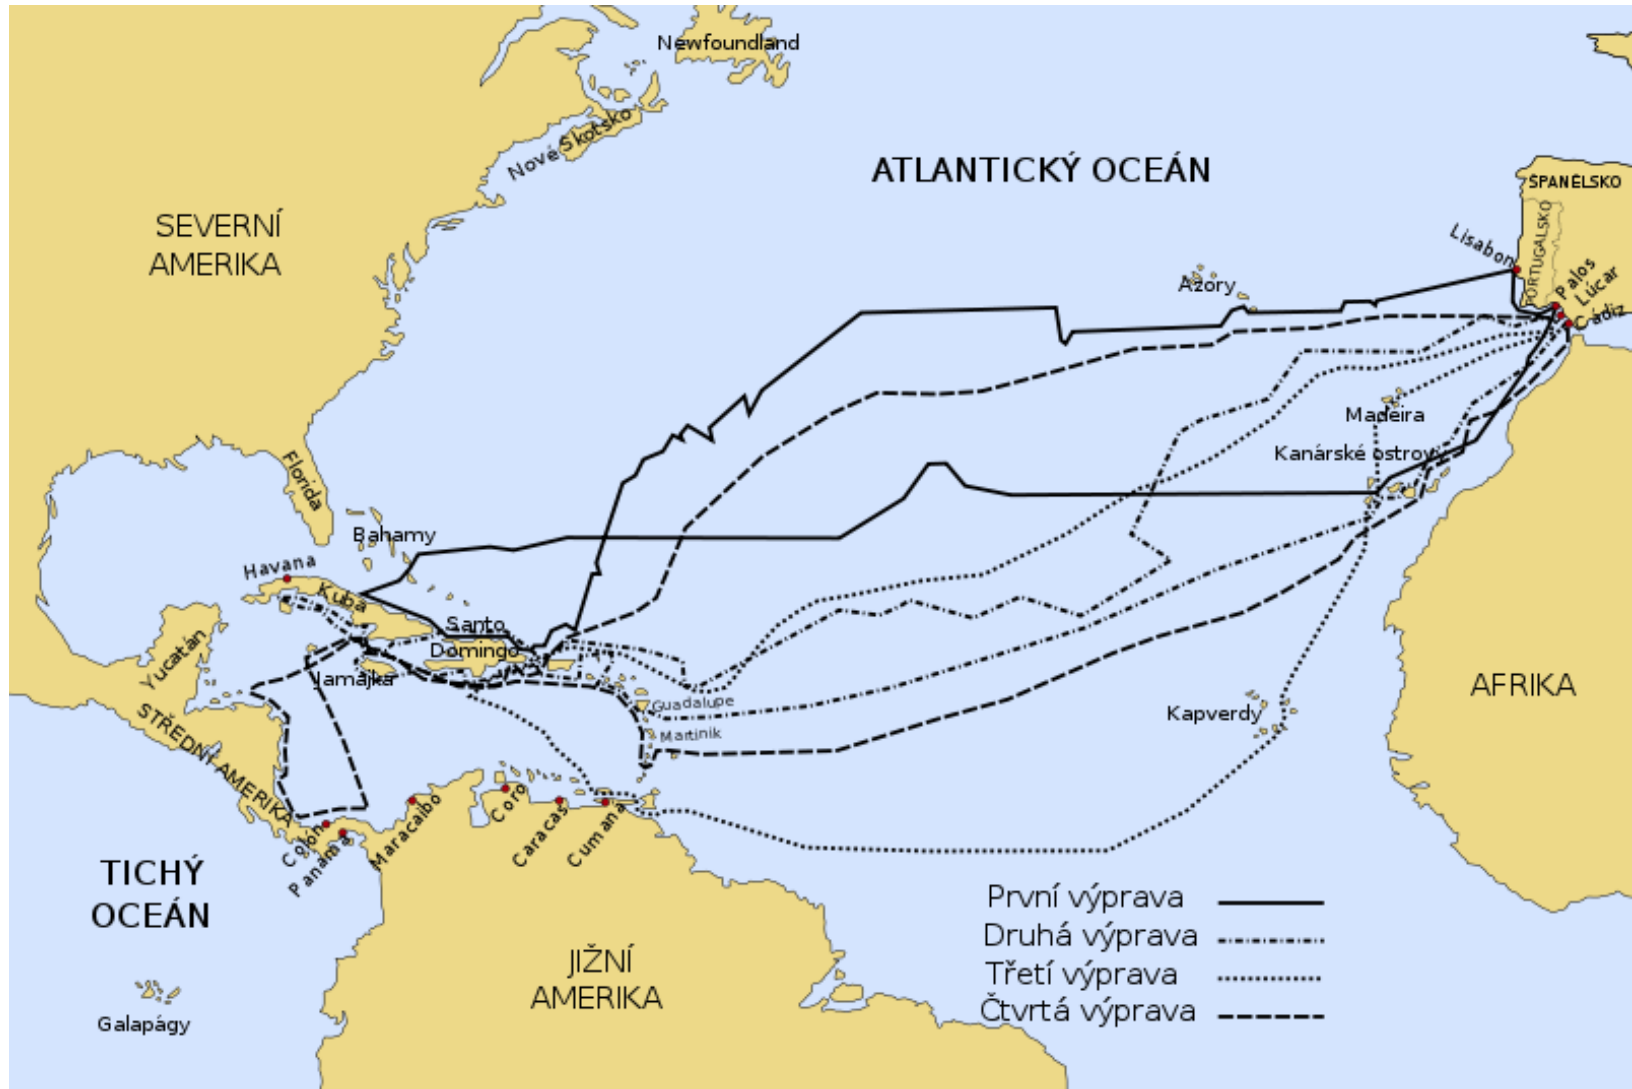 Newfoundland
Nové Skotsko
ATLANTICKÝ OCEÁN
ŠPANĚLSKO
PORTUGALSKO
SEVERNÍ
AMERIKA
Lisabon
Palos
Lúcar
Cádiz
Azory
Madeira
Kanárské ostrovy
Florida
Bahamy
Havana
Kuba
Santo
Domingo
Yucatán
Jamajka
Guadalupe
Martinik
Kapverdy
AFRIKA
STŘEDNÍ AMERIKA
Colón
Panama
Maracaibo
Coro
Caracas
Cumaná
TICHÝ
OCEÁN
JIŽNÍ
AMERIKA
Galapágy
První výprava
Druhá výprava
Třetí výprava
Čtvrtá výprava